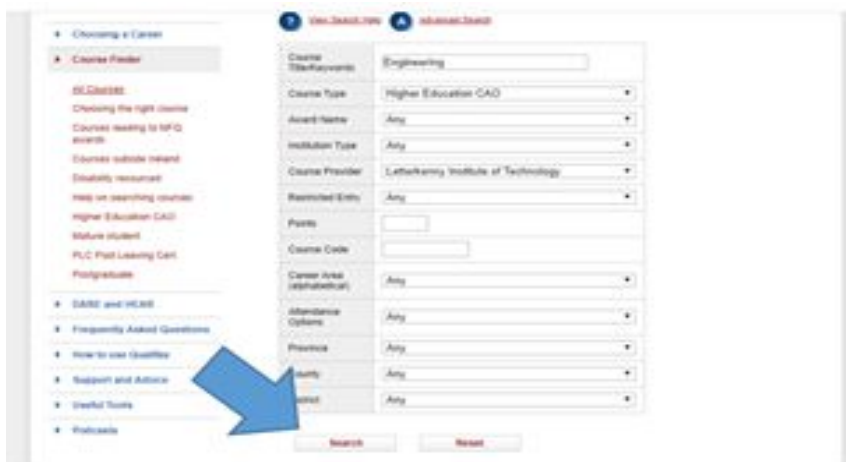 ? View Search Help A Advanced Search
Choosing a Career
Course Finder
All Courses
Choosing the right course
Courses leading to NFQ
awards
Courses outside Ireland
Disability resources
Help on searching courses
Higher Education CAO
Mature student
PLC Post Leaving Cert
Postgraduate
DARE and HEAR
Frequently Asked Questions
How to use Qualifax
Support and Advice
Useful Tools
Podcasts
Course
Title/Keywords
Engineering
Course Type Higher Education CAO
Award Name Any
Institution Type Any
Course Provider Letterkenny Institute of Technology
Restricted Entry Any
Points
Course Code
Career Area
(alphabetical)
Any
Attendance
Options
Any
Province Any
County Any
Any
Search Reset